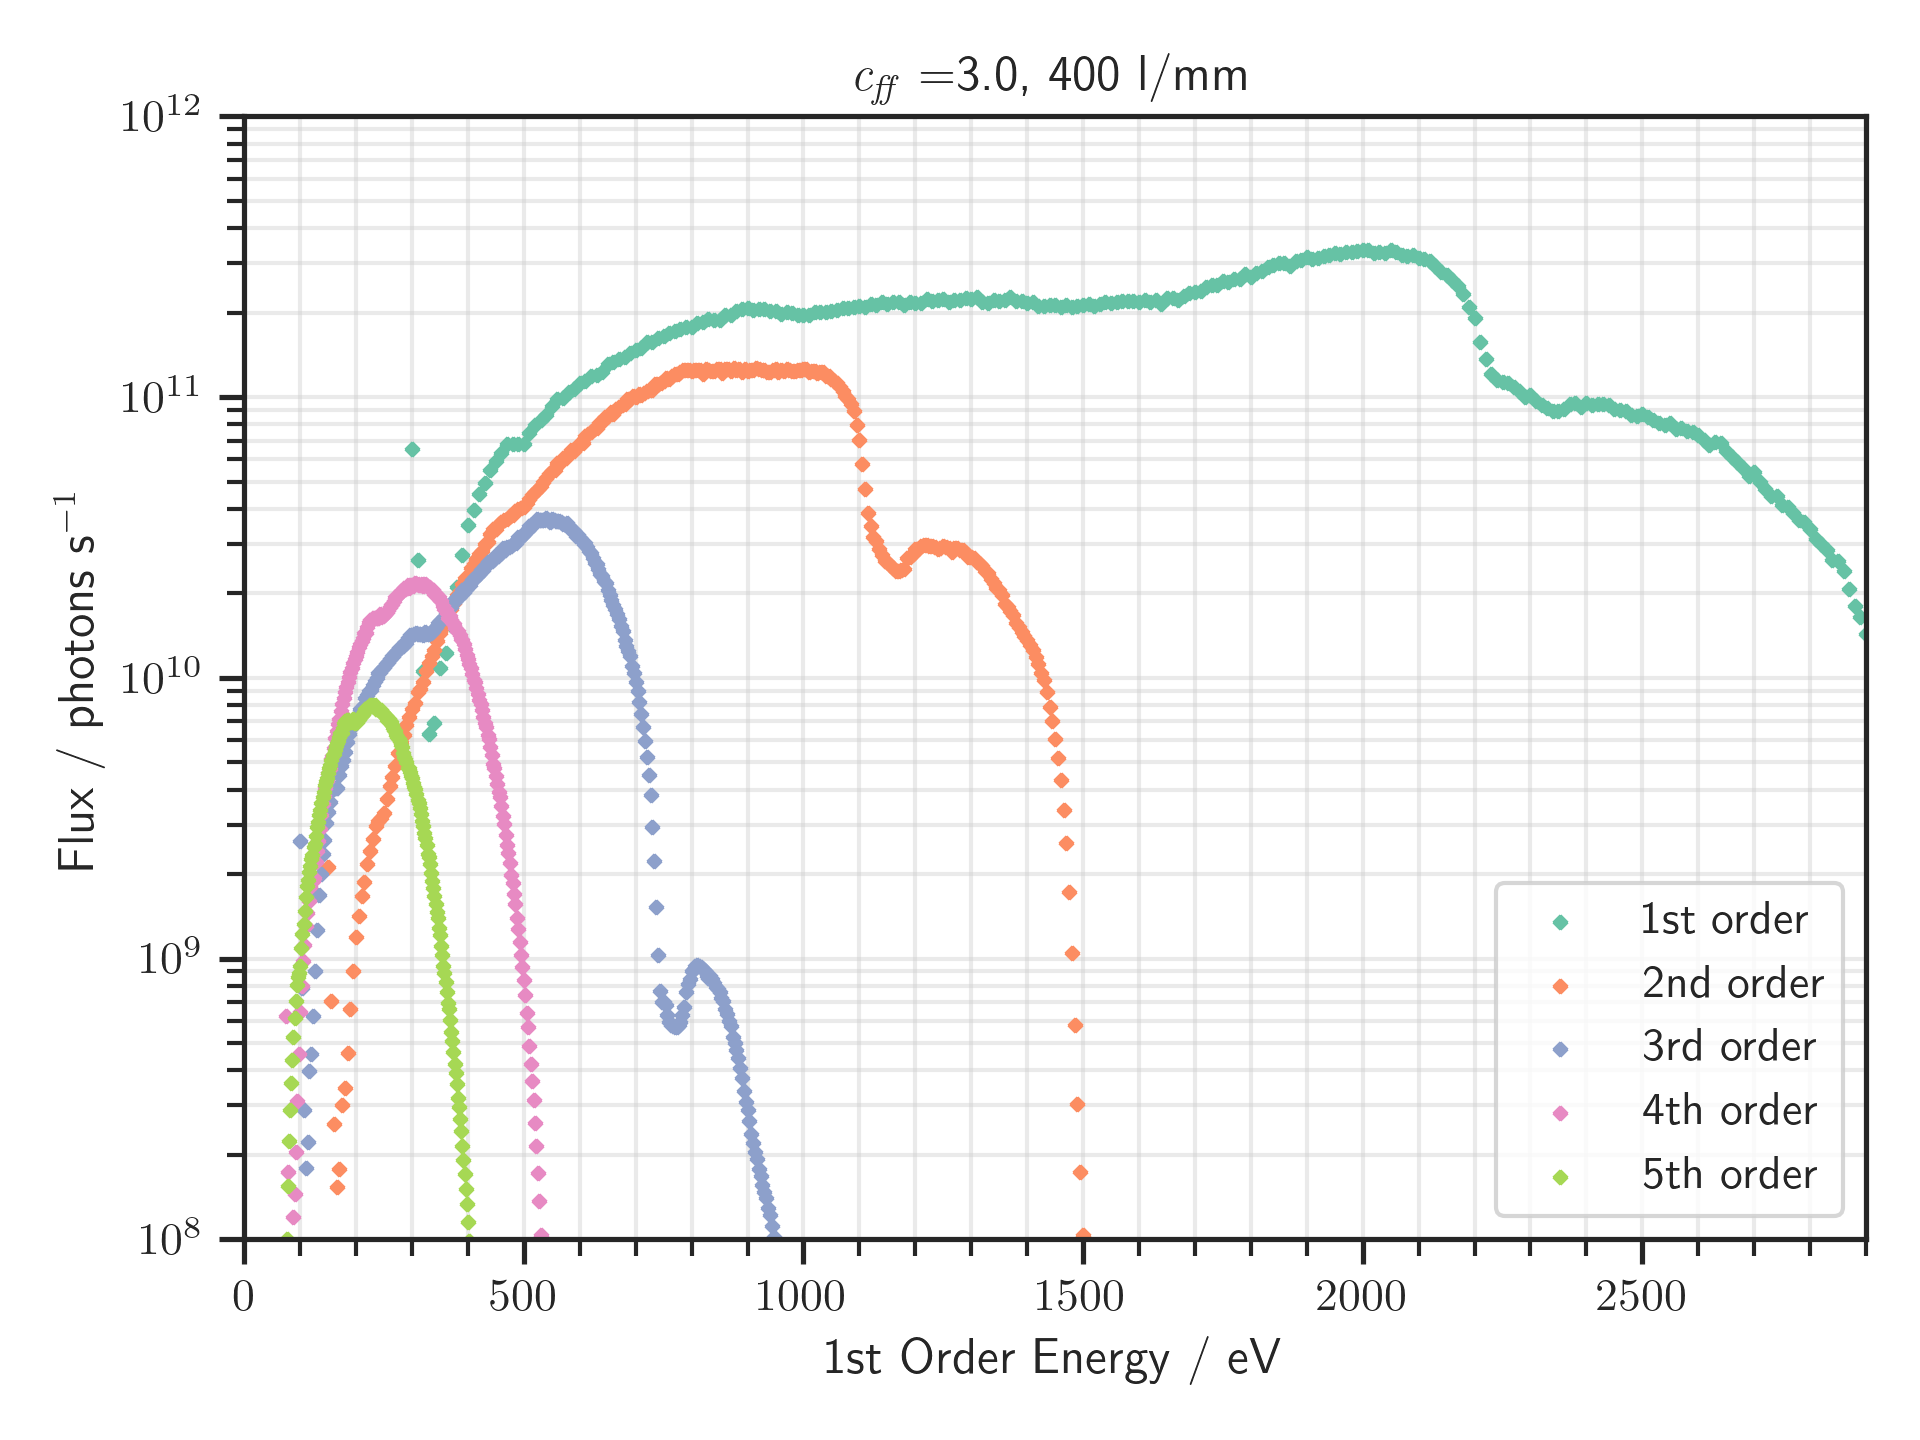 c_ff =3.0, 400 l/mm
10^12
10^11
10^10
10^9
10^8
Flux / photons s^−1
0 500 1000 1500 2000 2500
1st Order Energy / eV
1st order
2nd order
3rd order
4th order
5th order